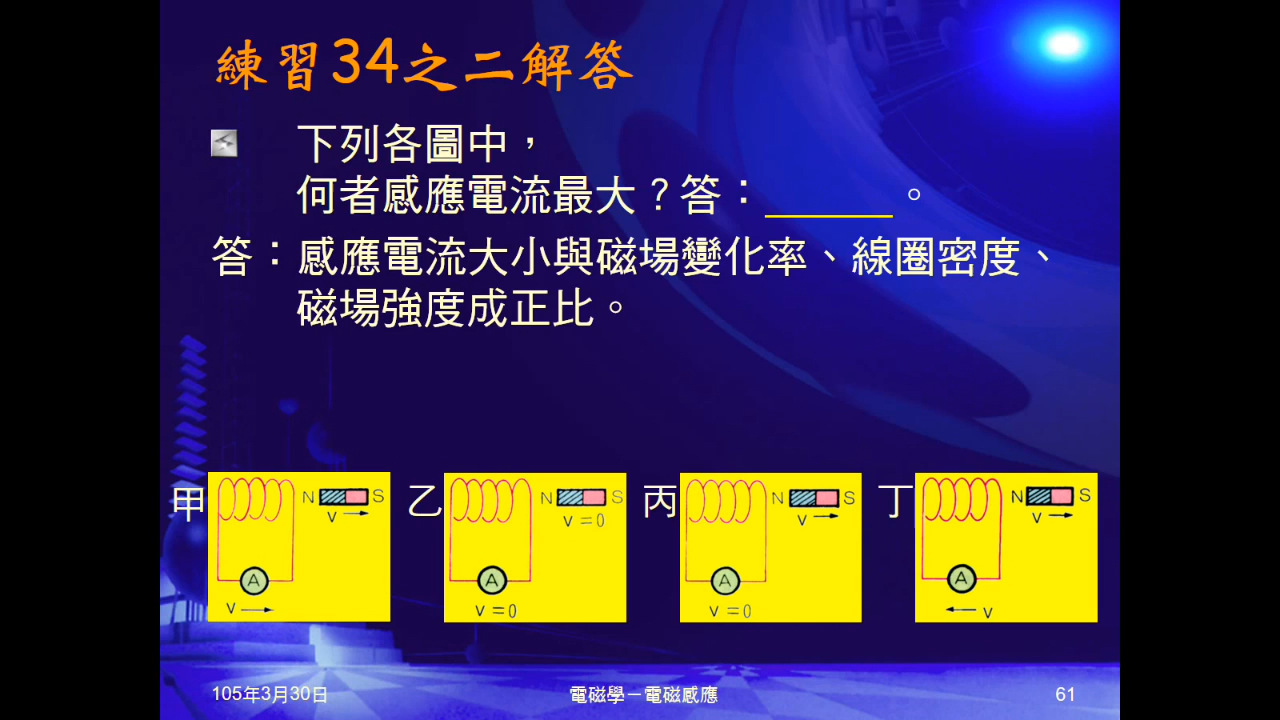 練習34之二解答
下列各圖中，
何者感應電流最大？答：______。
答：感應電流大小與磁場變化率、線圈密度、
磁場強度成正比。
甲 N S v → A v →
乙 N S v = 0 A v = 0
丙 N S v → A v = 0
丁 N S v → A ← v
105年3月30日
電磁學－電磁感應
61